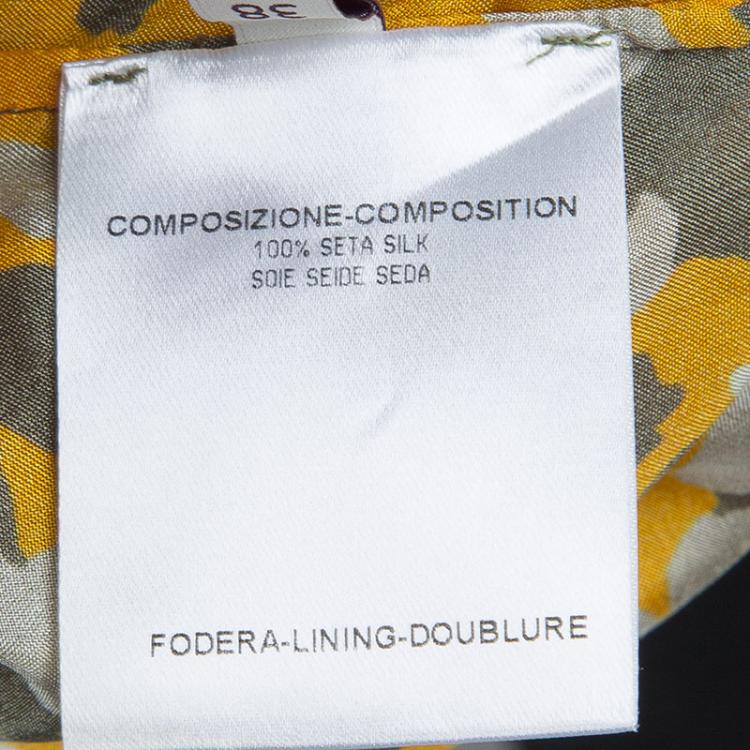 38
COMPOSIZIONE-COMPOSITION
100% SETA SILK
SOIE SEIDE SEDA
FODERA-LINING-DOUBLURE